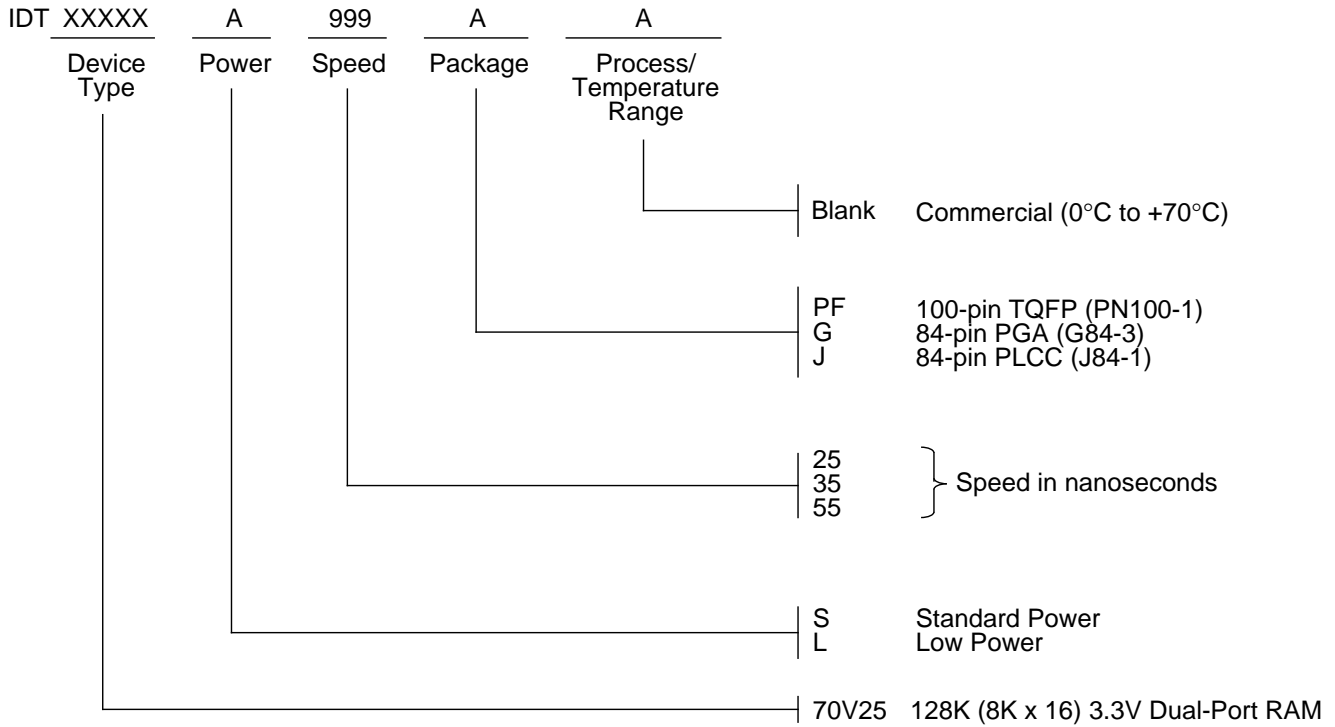 IDT XXXXX A 999 A A
Device Type Power Speed Package Process/ Temperature Range
Blank Commercial (0°C to +70°C)
PF 100-pin TQFP (PN100-1)
G 84-pin PGA (G84-3)
J 84-pin PLCC (J84-1)
25
35 Speed in nanoseconds
55
S Standard Power
L Low Power
70V25 128K (8K x 16) 3.3V Dual-Port RAM